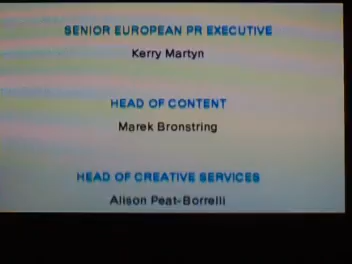 SENIOR EUROPEAN PR EXECUTIVE
Kerry Martyn
HEAD OF CONTENT
Marek Bronstring
HEAD OF CREATIVE SERVICES
Alison Peat-Borrelli